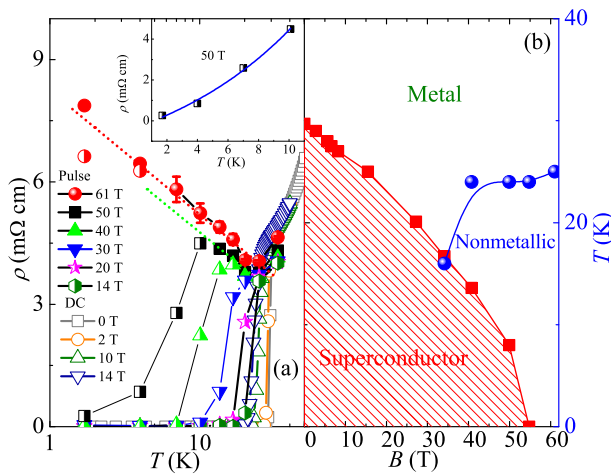 9
6
3
0
ρ (mΩ cm)
1
10
T (K)
50 T
4
2
0
ρ (mΩ cm)
2
4
6
8
10
T (K)
Pulse
61 T
50 T
40 T
30 T
20 T
14 T
DC
0 T
2 T
10 T
14 T
(a)
(b)
Metal
Nonmetallic
Superconductor
0
10
20
30
40
50
60
B (T)
40
20
0
T (K)